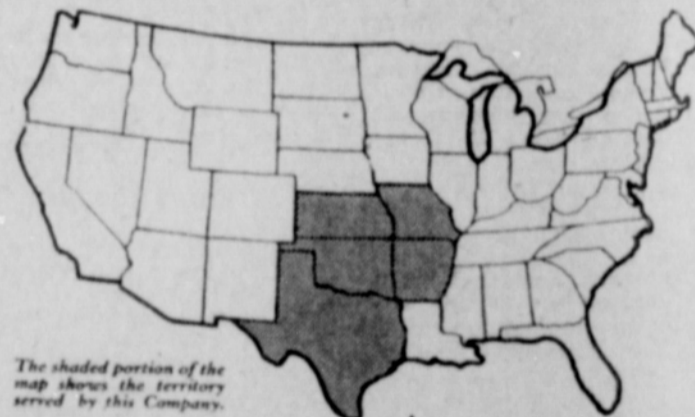 The shaded portion of the
map shows the territory
served by this Company.